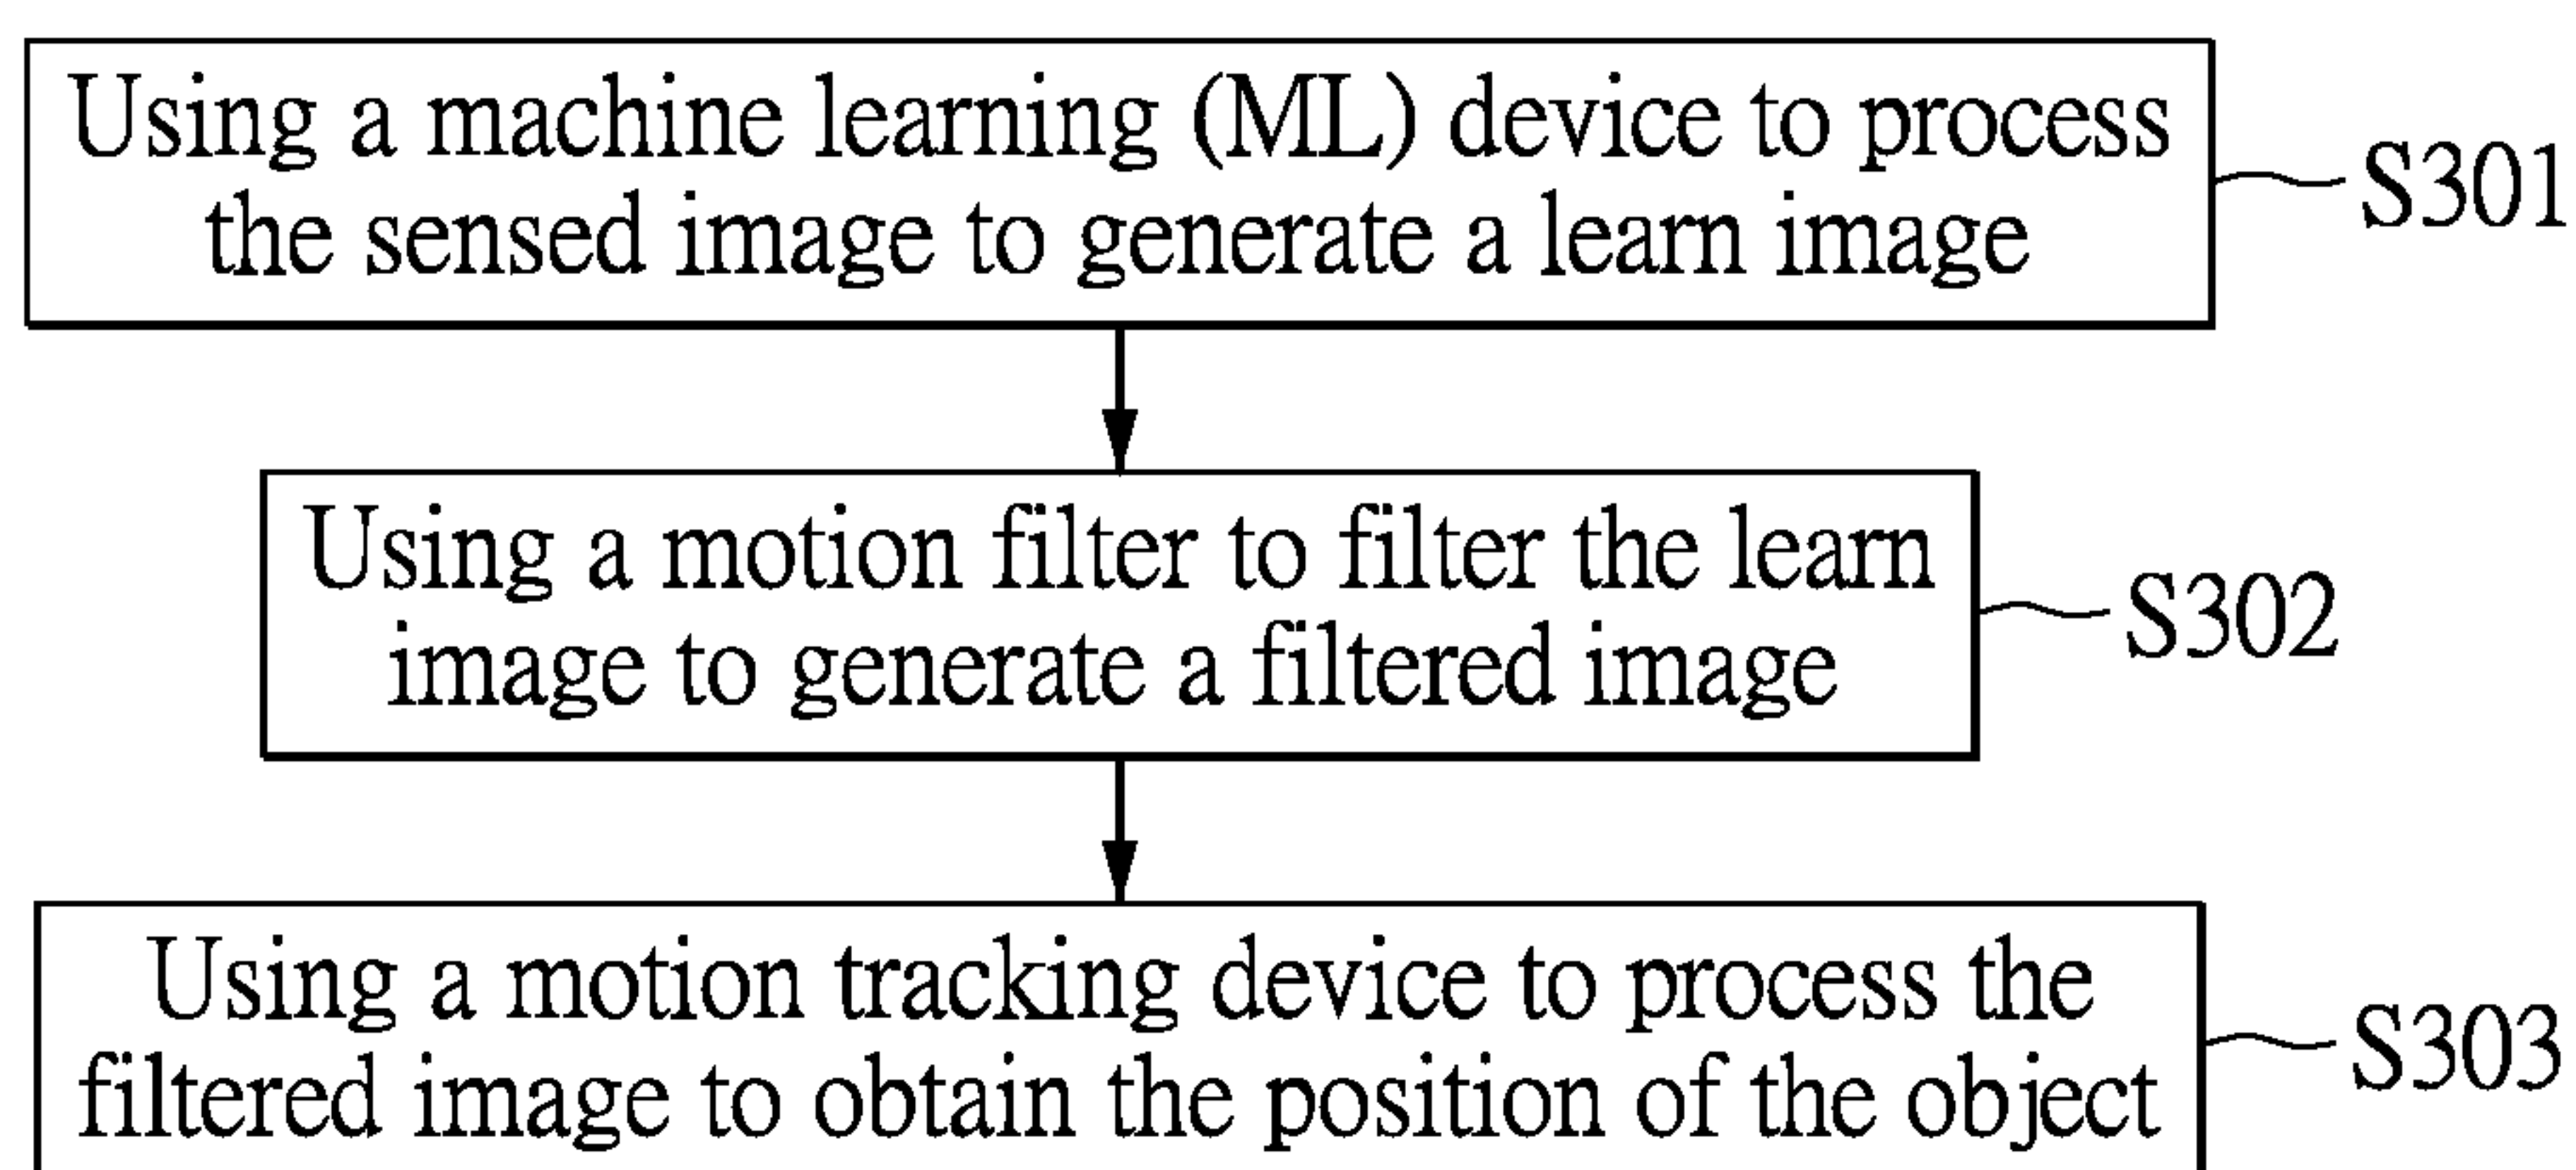 Using a machine learning (ML) device to process
the sensed image to generate a learn image
S301
Using a motion filter to filter the learn
image to generate a filtered image
S302
Using a motion tracking device to process the
filtered image to obtain the position of the object
S303